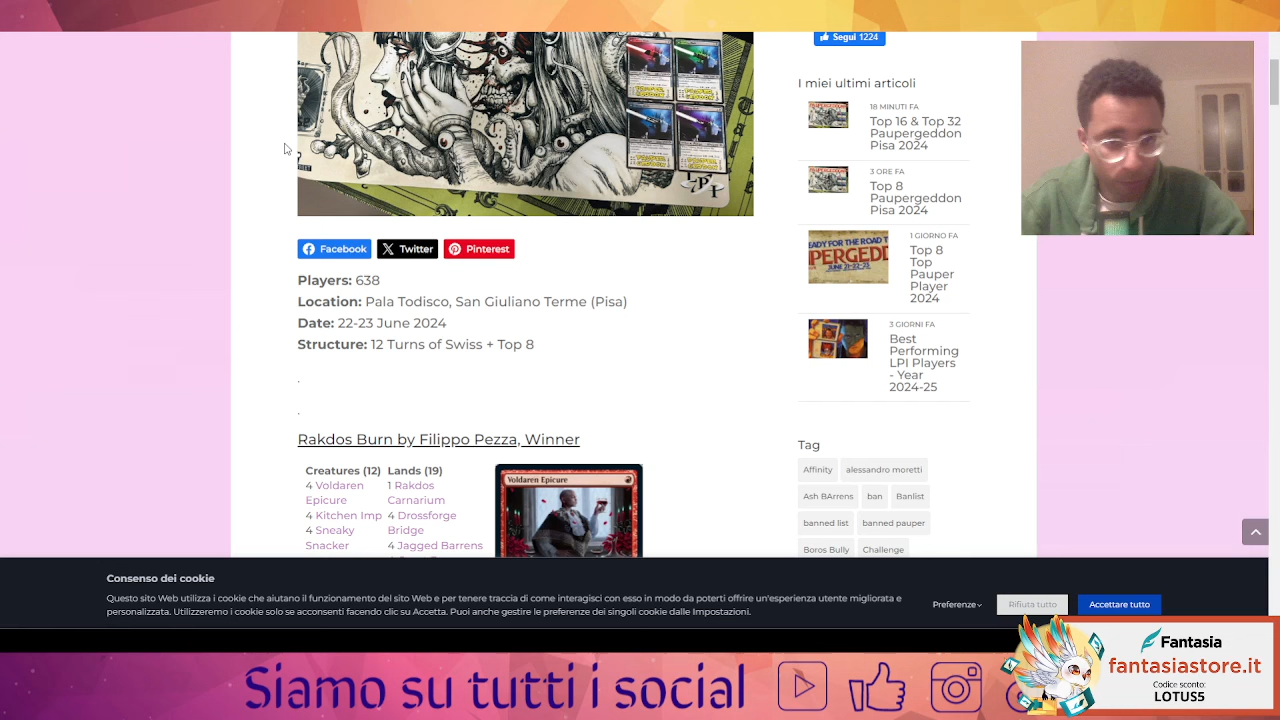 Segui 1224
I miei ultimi articoli
18 MINUTI FA
Top 16 & Top 32
Paupergeddon
Pisa 2024
3 ORE FA
Top 8
Paupergeddon
Pisa 2024
1 GIORNO FA
Top 8
Top
Pauper
Player
2024
3 GIORNI FA
Best
Performing
LPI Players
- Year
2024-25
Facebook
Twitter
Pinterest
Players: 638
Location: Pala Todisco, San Giuliano Terme (Pisa)
Date: 22-23 June 2024
Structure: 12 Turns of Swiss + Top 8
.
.
Rakdos Burn by Filippo Pezza, Winner
Creatures (12)
4 Voldaren
Epicure
4 Kitchen Imp
4 Sneaky
Snacker
Lands (19)
1 Rakdos
Carnarium
4 Drossforge
Bridge
4 Jagged Barrens
Voldaren Epicure
Tag
Affinity
alessandro moretti
Ash BArrens
ban
Banlist
banned list
banned pauper
Boros Bully
Challenge
Consenso dei cookie
Questo sito Web utilizza i cookie che aiutano il funzionamento del sito Web e per tenere traccia di come interagisci con esso in modo da poterti offrire un'esperienza utente migliorata e
personalizzata. Utilizzeremo i cookie solo se acconsenti facendo clic su Accetta. Puoi anche gestire le preferenze dei singoli cookie dalle Impostazioni.
Preferenze
Rifiuta tutto
Accettare tutto
Siamo su tutti i social
Fantasia
fantasiastore.it
Codice sconto:
LOTUS5